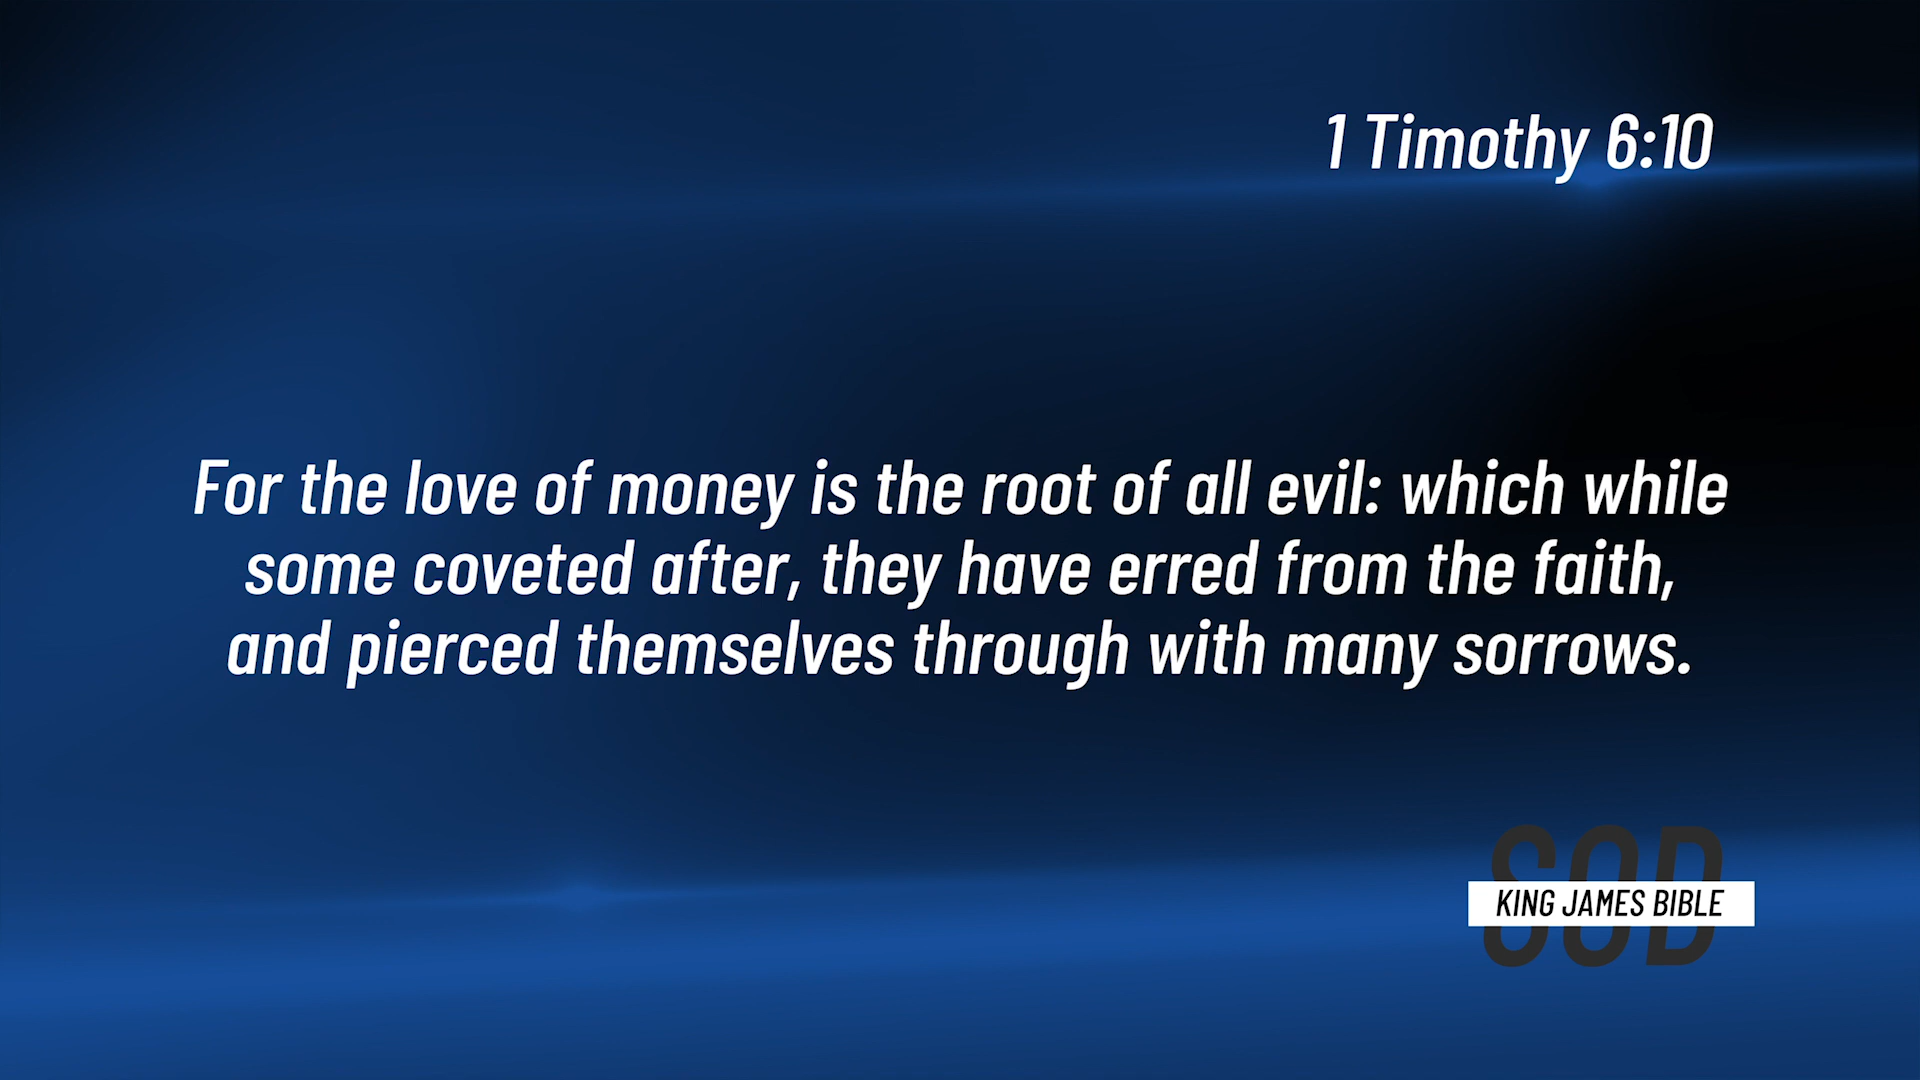 1 Timothy 6:10
For the love of money is the root of all evil: which while
some coveted after, they have erred from the faith,
and pierced themselves through with many sorrows.
SOD
KING JAMES BIBLE